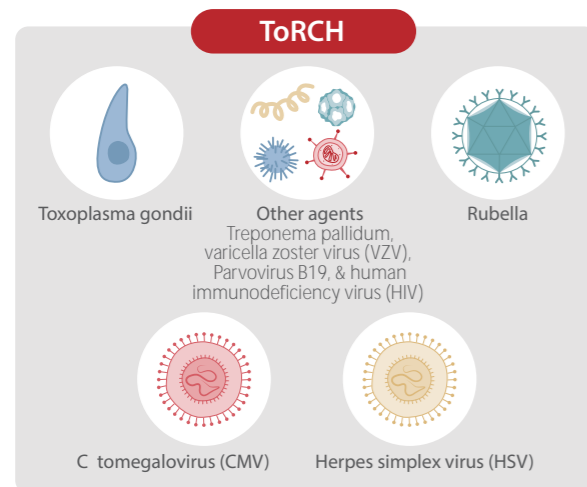 ToRCH
Toxoplasma gondii
Other agents
Treponema pallidum,
varicella zoster virus (VZV),
Parvovirus B19, & human
immunodeficiency virus (HIV)
Rubella
C tomegalovirus (CMV)
Herpes simplex virus (HSV)